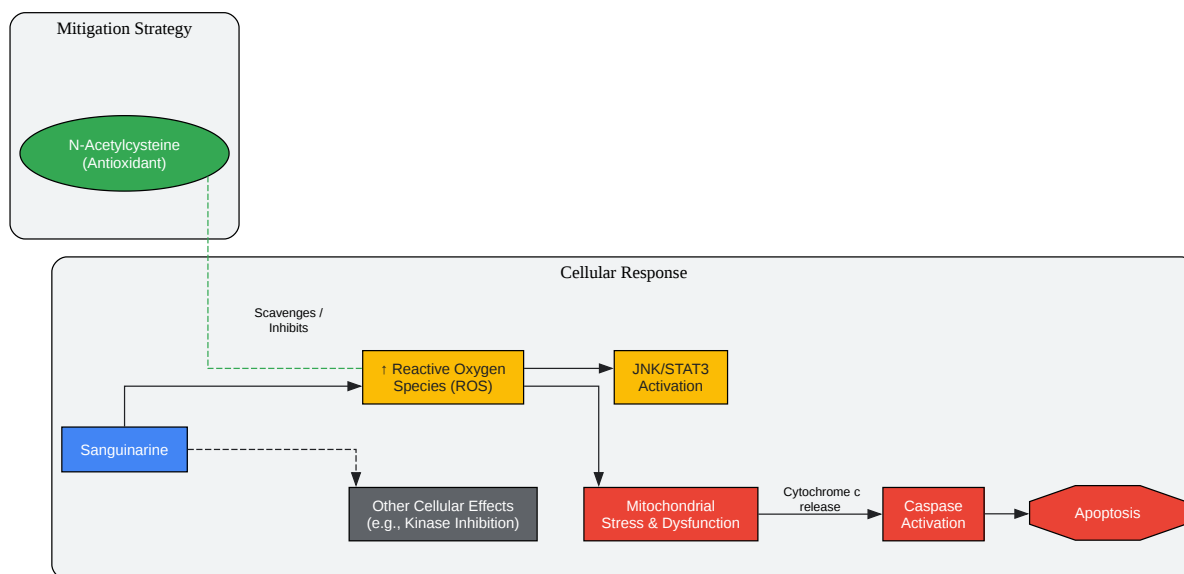 Mitigation Strategy
N-Acetylcysteine
(Antioxidant)
Cellular Response
Scavenges /
Inhibits
↑ Reactive Oxygen
Species (ROS)
JNK/STAT3
Activation
Sanguinarine
Other Cellular Effects
(e.g., Kinase Inhibition)
Mitochondrial
Stress & Dysfunction
Cytochrome c
release
Caspase
Activation
Apoptosis